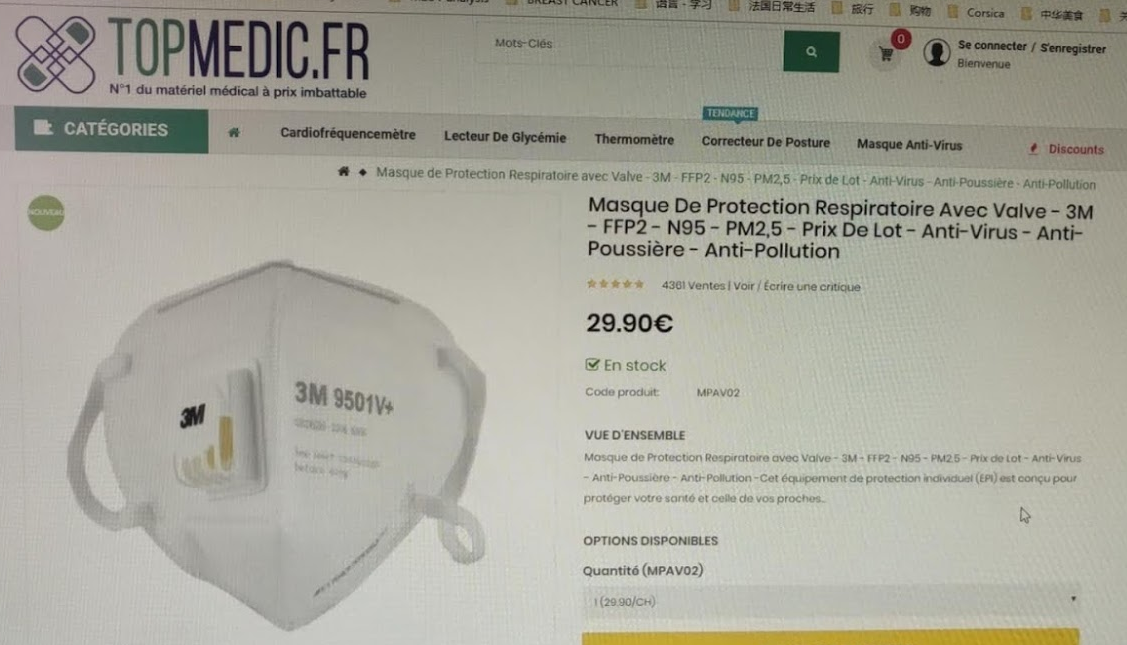 BREAST CANCER
语言 - 学习
法国日常生活
旅行
购物
Corsica
中华美食
TOPMEDIC.FR
N°1 du matériel médical à prix imbattable
Mots-Clés
0
Se connecter / S'enregistrer
Bienvenue
CATÉGORIES
Cardiofréquencemètre
Lecteur De Glycémie
Thermomètre
TENDANCE
Correcteur De Posture
Masque Anti-Virus
Discounts
Masque de Protection Respiratoire avec Valve - 3M - FFP2 - N95 - PM2,5 - Prix de Lot - Anti-Virus - Anti-Poussière - Anti-Pollution
NOUVEAU
3M
3M 9501V+
Masque De Protection Respiratoire Avec Valve - 3M
- FFP2 - N95 - PM2,5 - Prix De Lot - Anti-Virus - Anti-
Poussière - Anti-Pollution
4361 Ventes | Voir / Écrire une critique
29.90€
En stock
Code produit: MPAV02
VUE D'ENSEMBLE
Masque de Protection Respiratoire avec Valve - 3M - FFP2 - N95 - PM2,5 - Prix de Lot - Anti-Virus
- Anti-Poussière - Anti-Pollution -Cet équipement de protection individuel (EPI) est conçu pour
protéger votre santé et celle de vos proches..
OPTIONS DISPONIBLES
Quantité (MPAV02)
1 (29.90/CH)